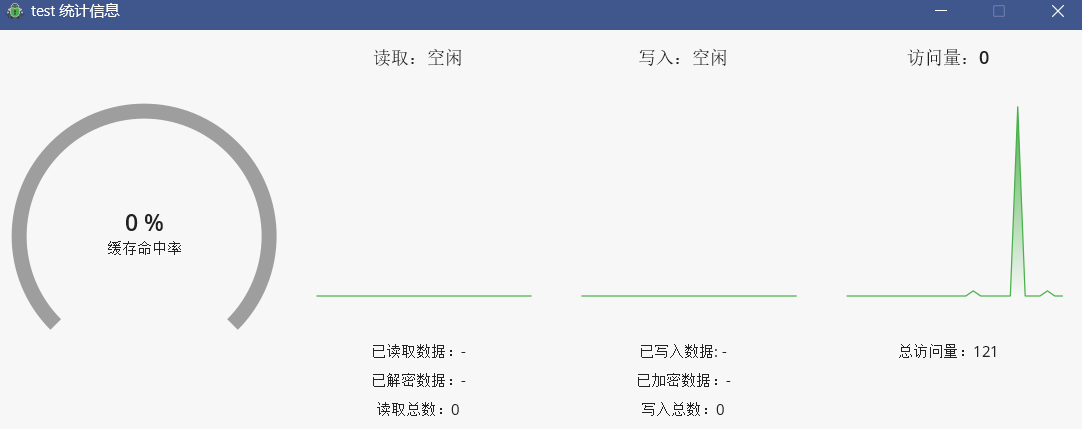 test 统计信息
读取：空闲
写入：空闲
访问量：0
0 %
缓存命中率
已读取数据：-
已写入数据: -
总访问量：121
已解密数据：-
已加密数据：-
读取总数：0
写入总数：0